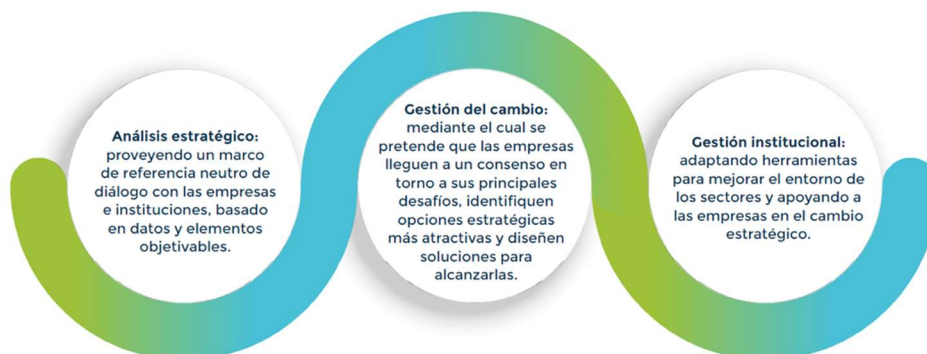 Análisis estratégico:
proveyendo un marco
de referencia neutro de
diálogo con las empresas
e instituciones, basado
en datos y elementos
objetivables.
Gestión del cambio:
mediante el cual se
pretende que las empresas
lleguen a un consenso en
torno a sus principales
desafíos, identifiquen
opciones estratégicas
más atractivas y diseñen
soluciones para
alcanzarlas.
Gestión institucional:
adaptando herramientas
para mejorar el entorno de
los sectores y apoyando a
las empresas en el cambio
estratégico.